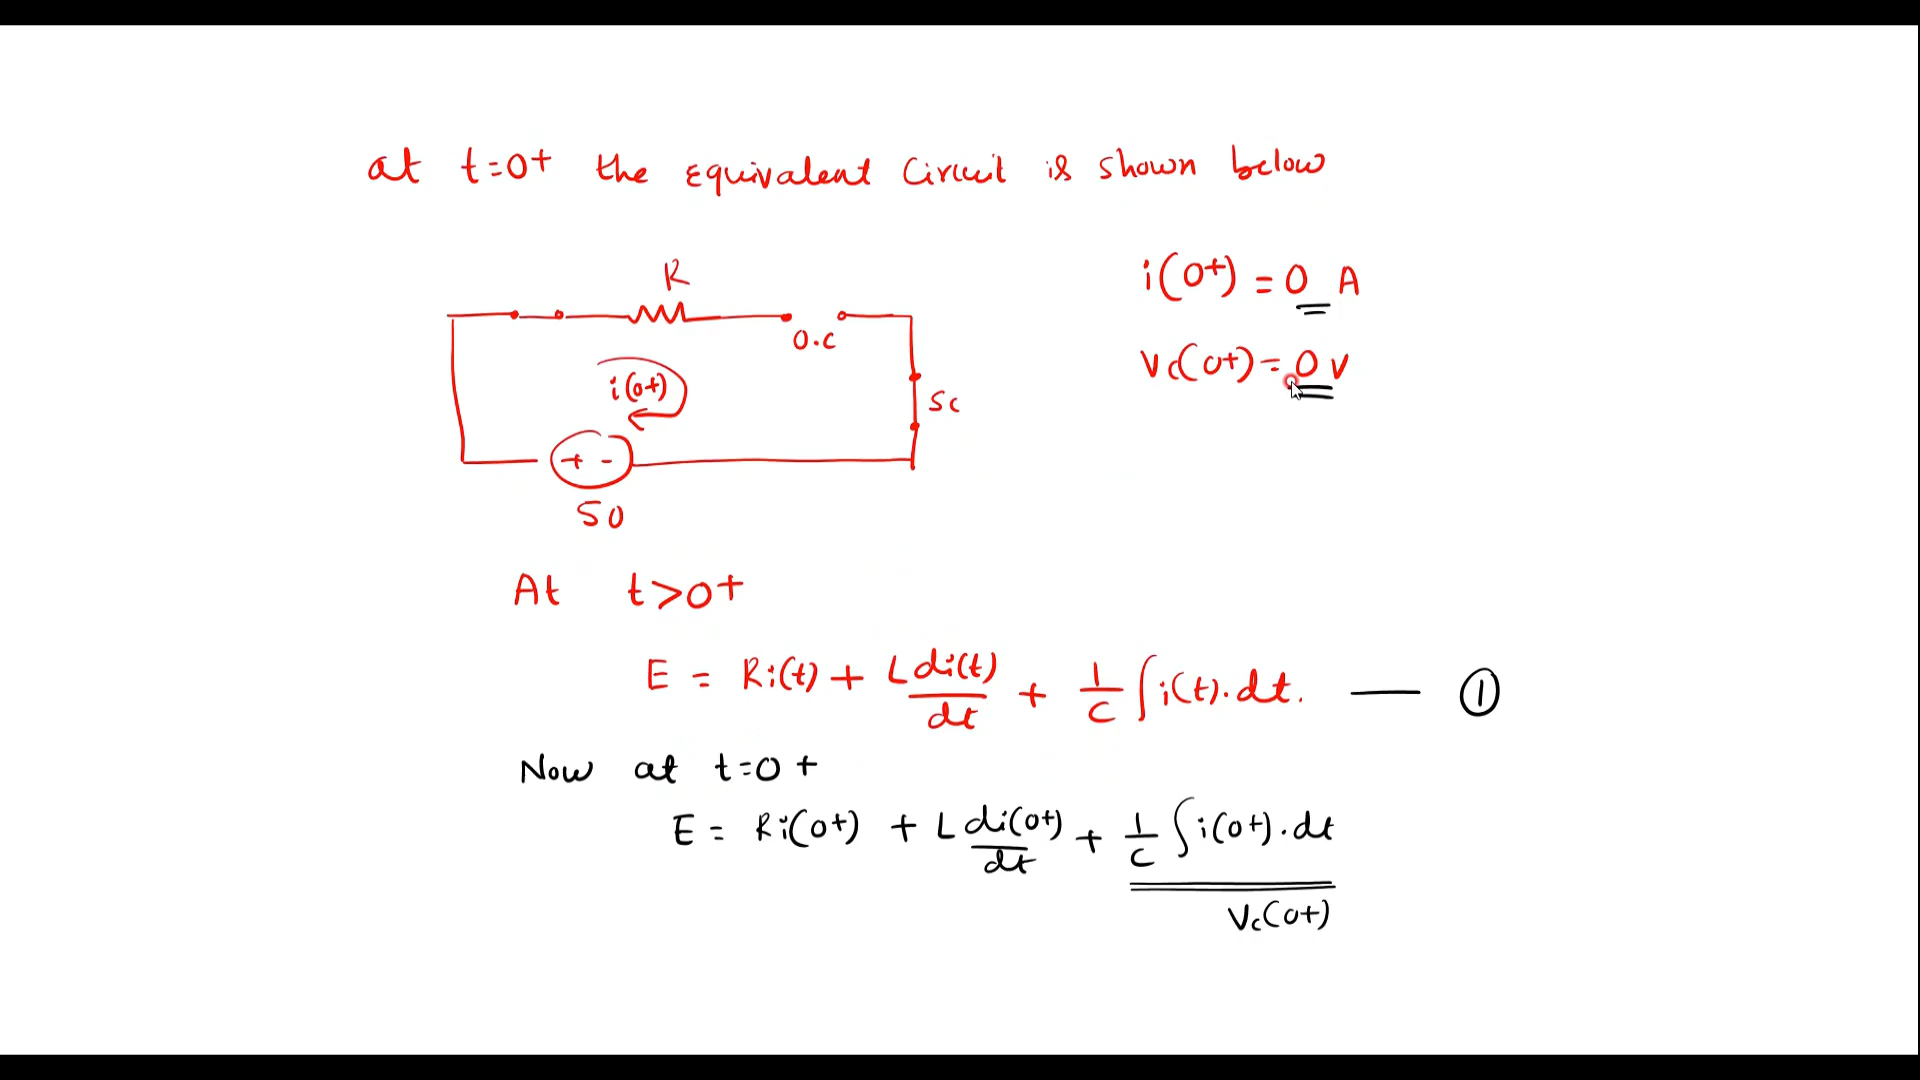 at t=0+ the equivalent circuit is shown below
R
i(0+) = 0 A
O.C
Vc(0+) = 0 V
i(0+)
SC
+ -
50
At t>0+
E = Ri(t) + L di(t)/dt + 1/C ∫i(t).dt. — ①
Now at t=0+
E = Ri(0+) + L di(0+)/dt + 1/C ∫i(0+).dt
Vc(0+)